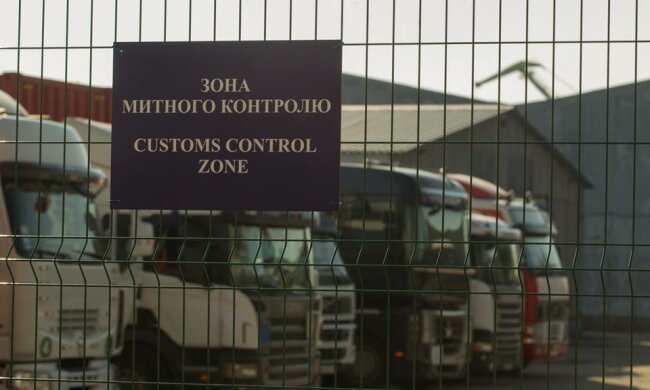 ЗОНА
МИТНОГО КОНТРОЛЮ
CUSTOMS CONTROL
ZONE